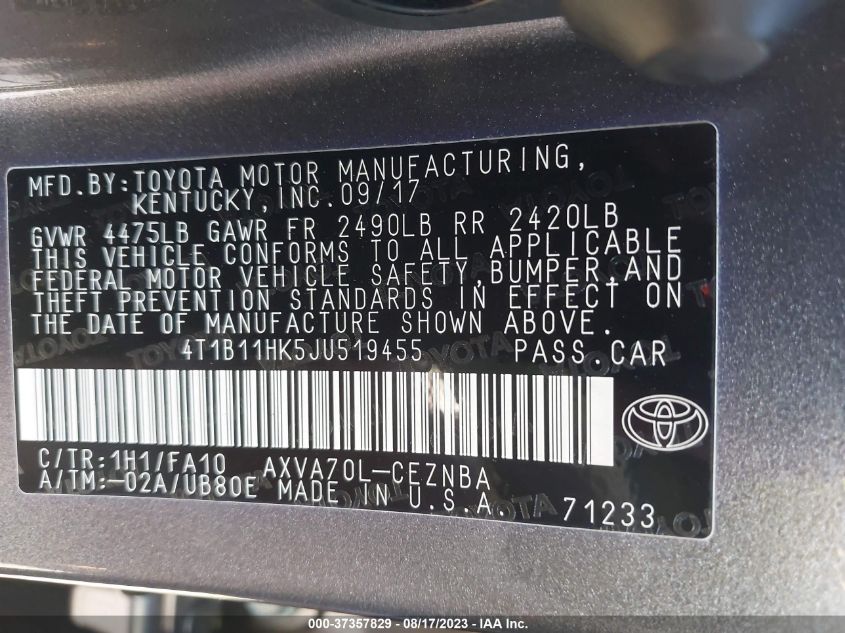 MFD.BY:TOYOTA MOTOR MANUFACTURING,
KENTUCKY, INC. 09/17
GVWR 4475LB GAWR FR 2490LB RR 2420LB
THIS VEHICLE CONFORMS TO ALL APPLICABLE
FEDERAL MOTOR VEHICLE SAFETY, BUMPER, AND
THEFT PREVENTION STANDARDS IN EFFECT ON
THE DATE OF MANUFACTURE SHOWN ABOVE.
4T1B11HK5JU519455 PASS.CAR
C/TR:1H1/FA10 AXVA70L-CEZNBA
A/TM:-02A/UB80E MADE IN U.S.A. 71233
000-37357829 - 08/17/2023 - IAA Inc.